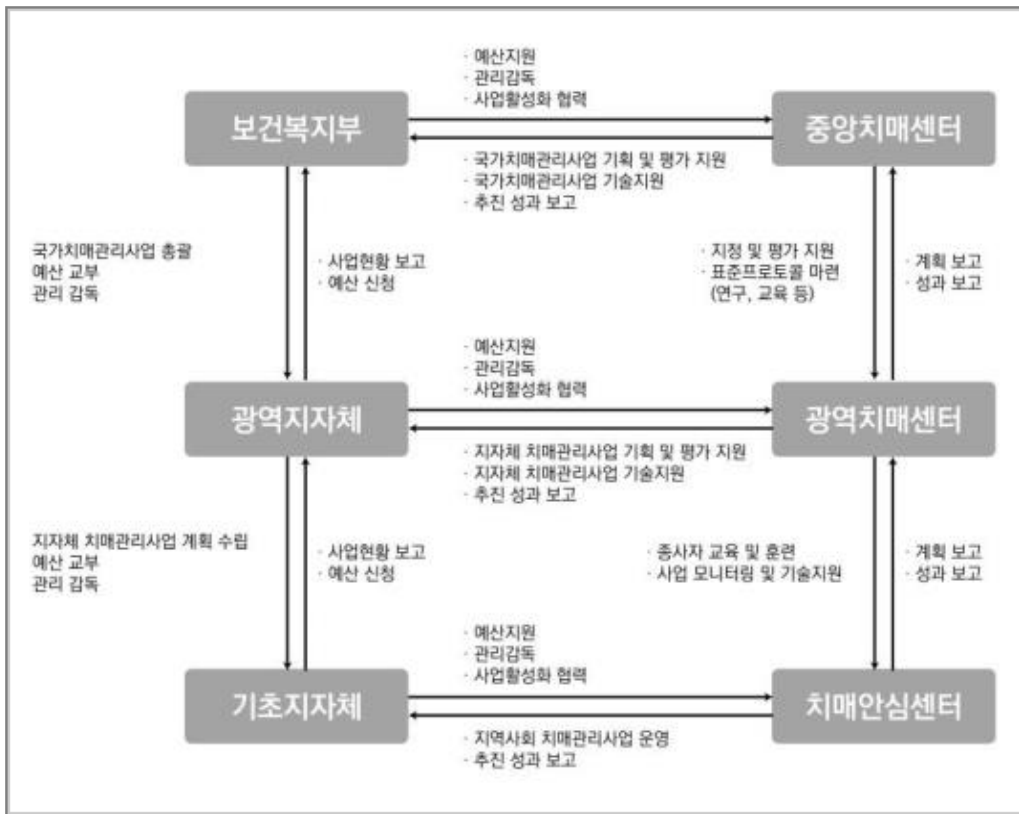 · 예산지원
· 관리감독
· 사업활성화 협력
보건복지부
중앙치매센터
· 국가치매관리사업 기획 및 평가 지원
· 국가치매관리사업 기술지원
· 추진 성과 보고
국가치매관리사업 총괄
예산 교부
관리 감독
· 사업현황 보고
· 예산 신청
· 지정 및 평가 지원
· 표준프로토콜 마련
(연구, 교육 등)
· 계획 보고
· 성과 보고
· 예산지원
· 관리감독
· 사업활성화 협력
광역지자체
광역치매센터
· 지자체 치매관리사업 기획 및 평가 지원
· 지자체 치매관리사업 기술지원
· 추진 성과 보고
지자체 치매관리사업 계획 수립
예산 교부
관리 감독
· 사업현황 보고
· 예산 신청
· 종사자 교육 및 훈련
· 사업 모니터링 및 기술지원
· 계획 보고
· 성과 보고
· 예산지원
· 관리감독
· 사업활성화 협력
기초지자체
치매안심센터
· 지역사회 치매관리사업 운영
· 추진 성과 보고